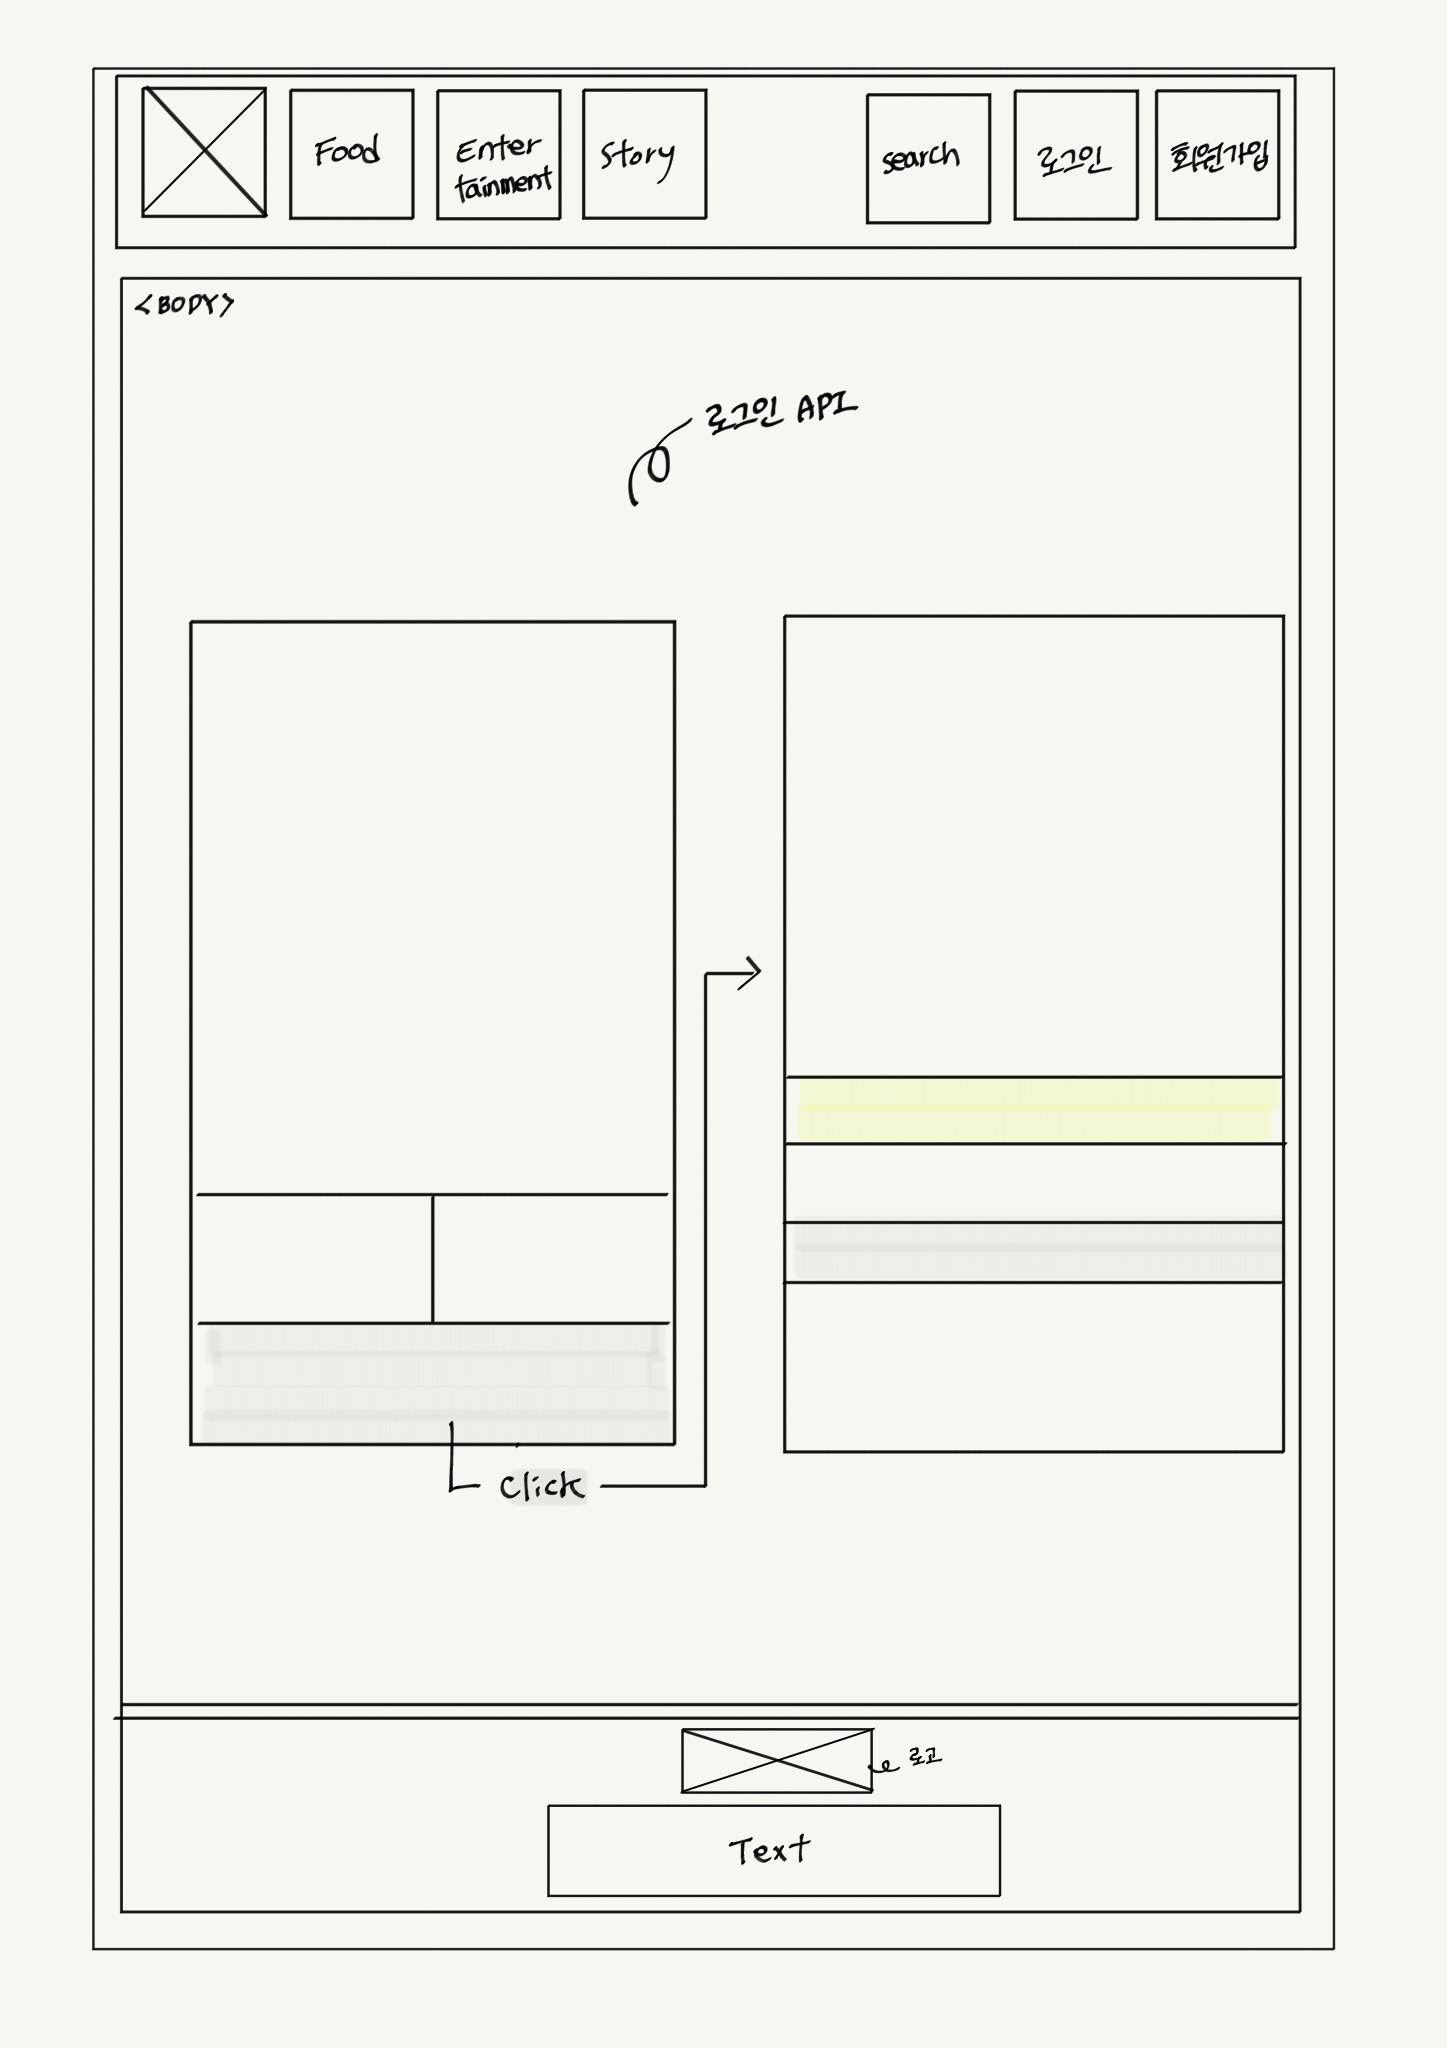 Food
Enter
tainment
Story
search
로그인
회원가입
<BODY>
로그인 API
Click
로고
Text